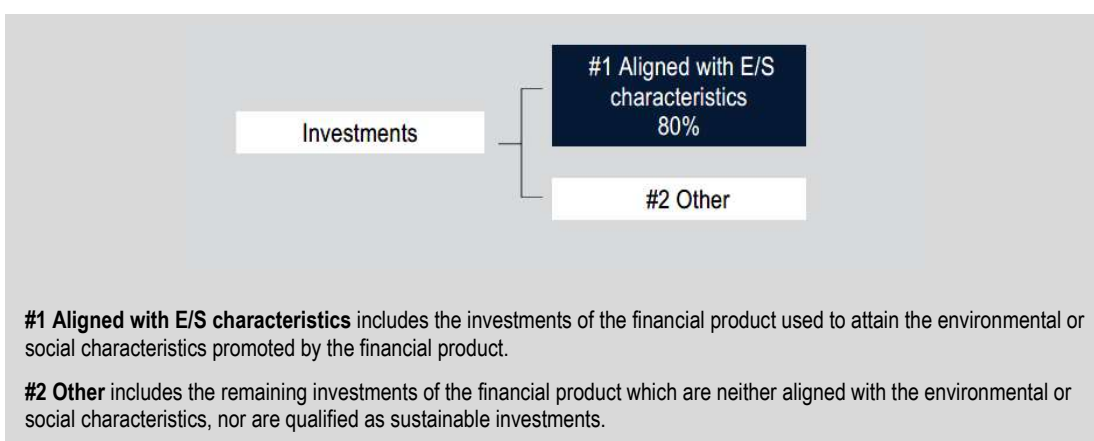 #1 Aligned with E/S
characteristics
80%
Investments
#2 Other
#1 Aligned with E/S characteristics includes the investments of the financial product used to attain the environmental or
social characteristics promoted by the financial product.
#2 Other includes the remaining investments of the financial product which are neither aligned with the environmental or
social characteristics, nor are qualified as sustainable investments.